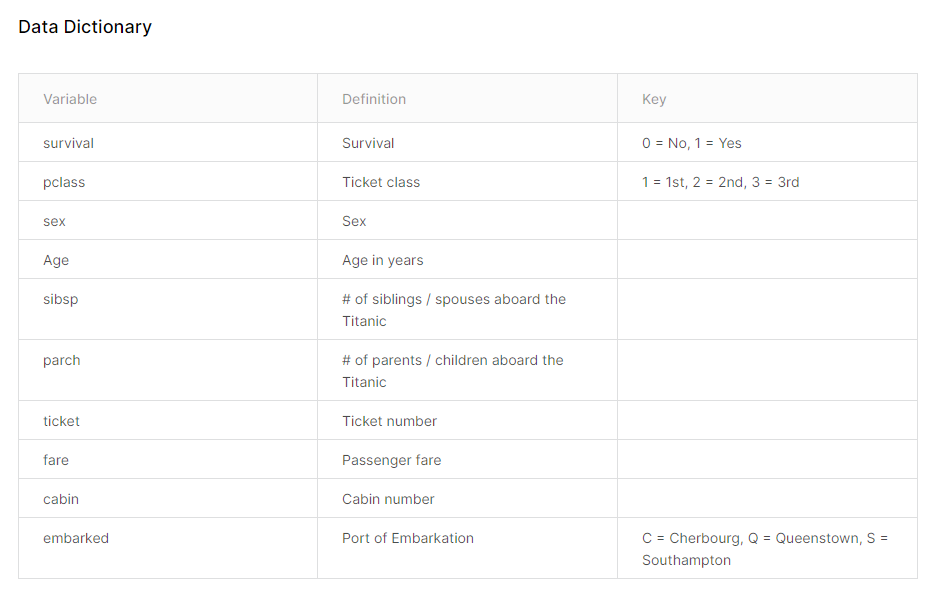 Data Dictionary
Variable Definition Key
survival Survival 0 = No, 1 = Yes
pclass Ticket class 1 = 1st, 2 = 2nd, 3 = 3rd
sex Sex
Age Age in years
sibsp # of siblings / spouses aboard the
Titanic
parch # of parents / children aboard the
Titanic
ticket Ticket number
fare Passenger fare
cabin Cabin number
embarked Port of Embarkation C = Cherbourg, Q = Queenstown, S =
Southampton